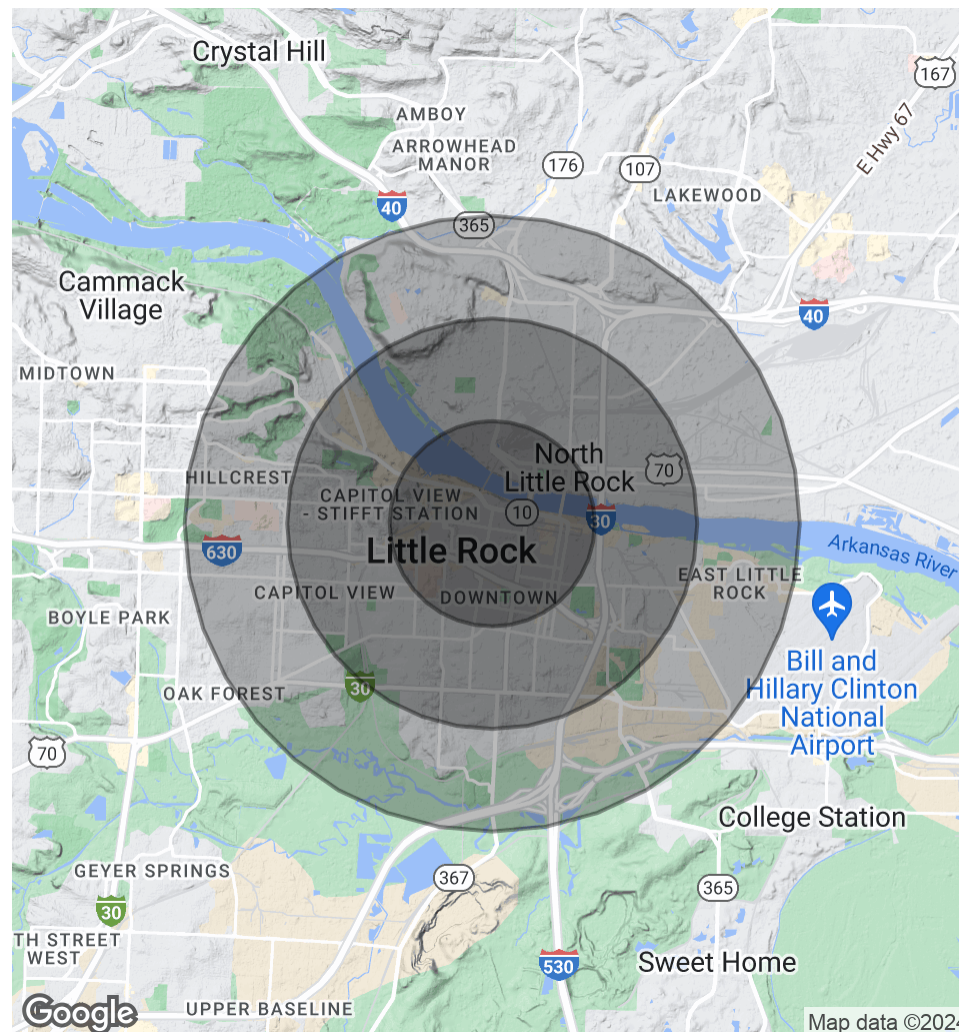 Crystal Hill
167
AMBOY
E Hwy 67
ARROWHEAD
MANOR
176
107
LAKEWOOD
40
365
Cammack
Village
40
MIDTOWN
North
Little Rock
70
HILLCREST
CAPITOL VIEW
- STIFFT STATION
10
30
630
Little Rock
Arkansas River
EAST LITTLE
ROCK
CAPITOL VIEW
DOWNTOWN
BOYLE PARK
Bill and
Hillary Clinton
National
Airport
OAK FOREST
30
70
College Station
GEYER SPRINGS
367
365
30
TH STREET
WEST
530
Sweet Home
UPPER BASELINE
Google
Map data ©2024